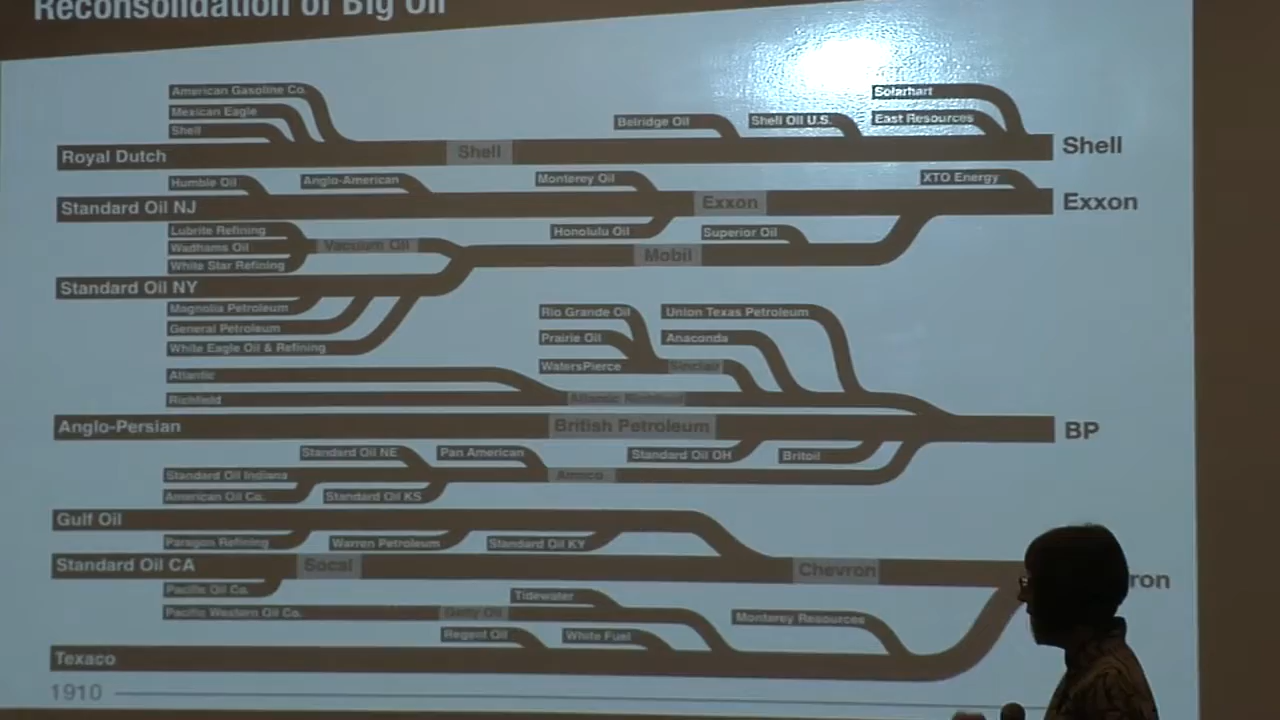 Reconsolidation of Big Oil
American Gasoline Co.
Mexican Eagle
Shell
Royal Dutch
Shell
Belridge Oil
Shell Oil U.S.
Solarhart
East Resources
Shell
Humble Oil
Anglo-American
Monterey Oil
XTO Energy
Standard Oil NJ
Exxon
Exxon
Lubrite Refining
Wadhams Oil
White Star Refining
Vacuum Oil
Honolulu Oil
Superior Oil
Mobil
Standard Oil NY
Magnolia Petroleum
General Petroleum
White Eagle Oil & Refining
Rio Grande Oil
Union Texas Petroleum
Prairie Oil
Anaconda
WatersPierce
Sinclair
Atlantic
Richfield
Atlantic Richfield
Anglo-Persian
British Petroleum
BP
Standard Oil NE
Pan American
Standard Oil OH
Britoil
Standard Oil Indiana
Amoco
American Oil Co.
Standard Oil KS
Gulf Oil
Paragon Refining
Warren Petroleum
Standard Oil KY
Standard Oil CA
Socal
Chevron
ron
Pacific Oil Co.
Tidewater
Pacific Western Oil Co.
Getty Oil
Monterey Resources
Regent Oil
White Fuel
Texaco
1910